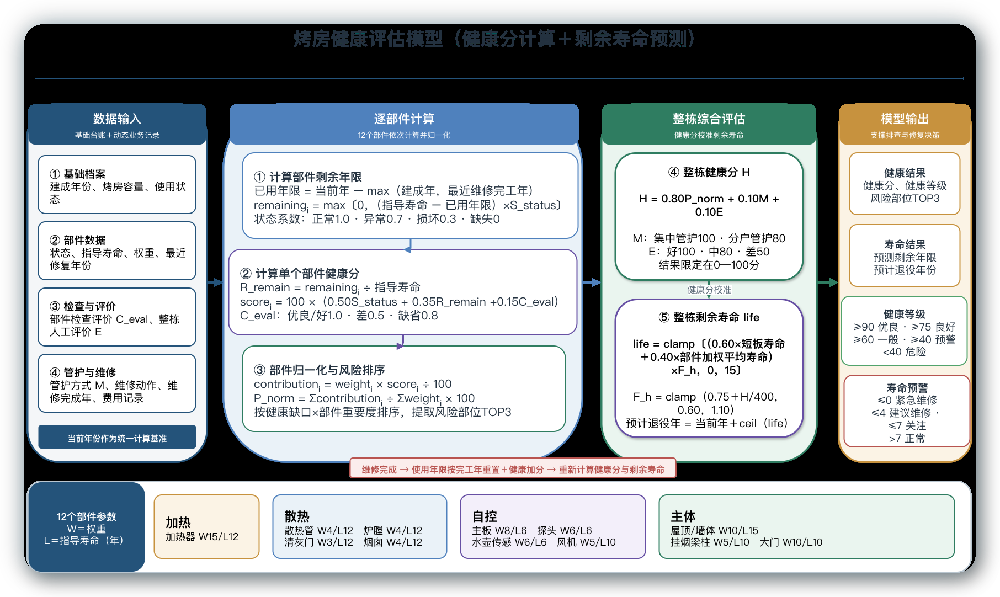 烤房健康评估模型（健康分计算＋剩余寿命预测）
数据输入
基础台账＋动态业务记录
① 基础档案
建成年份、烤房容量、使用状
态
② 部件数据
状态、指导寿命、权重、最近
修复年份
③ 检查与评价
部件检查评价 C_eval、整栋
人工评价 E
④ 管护与维修
管护方式 M、维修动作、维
修完成年、费用记录
当前年份作为统一计算基准
逐部件计算
12个部件依次计算并归一化
① 计算部件剩余年限
已用年限 = 当前年 － max（建成年，最近维修完工年）
remainingᵢ = max〔0，（指导寿命 － 已用年限）×S_status〕
状态系数：正常1.0 · 异常0.7 · 损坏0.3 · 缺失0
② 计算单个部件健康分
R_remain = remainingᵢ ÷ 指导寿命
scoreᵢ = 100 ×（0.50S_status + 0.35R_remain +0.15C_eval）
C_eval：优良/好1.0 · 差0.5 · 缺省0.8
③ 部件归一化与风险排序
contributionᵢ = weightᵢ × scoreᵢ ÷ 100
P_norm = Σcontributionᵢ ÷ Σweightᵢ × 100
按健康缺口×部件重要度排序，提取风险部位TOP3
整栋综合评估
健康分校准剩余寿命
④ 整栋健康分 H
H = 0.80P_norm + 0.10M +
0.10E
M：集中管护100 · 分户管护80
E：好100 · 中80 · 差50
结果限定在0—100分
健康分校准
⑤ 整栋剩余寿命 life
life = clamp〔（0.60×短板寿命
＋0.40×部件加权平均寿命）
×F_h，0，15〕
F_h = clamp（0.75＋H/400，
0.60，1.10）
预计退役年 = 当前年＋ceil（life）
模型输出
支撑排查与修复决策
健康结果
健康分、健康等级
风险部位TOP3
寿命结果
预测剩余年限
预计退役年份
健康等级
≥90 优良 · ≥75 良好
≥60 一般 · ≥40 预警
<40 危险
寿命预警
≤0 紧急维修
≤4 建议维修 ·
≤7 关注
>7 正常
维修完成 → 使用年限按完工年重置＋健康加分 → 重新计算健康分与剩余寿命
12个部件参数
W＝权重
L＝指导寿命（年）
加热
加热器 W15/L12
散热
散热管 W4/L12 炉膛 W4/L12
清灰门 W3/L12 烟囱 W4/L12
自控
主板 W8/L6 探头 W6/L6
水壶传感 W6/L6 风机 W5/L10
主体
屋顶/墙体 W10/L15
挂烟梁柱 W5/L10 大门 W10/L10